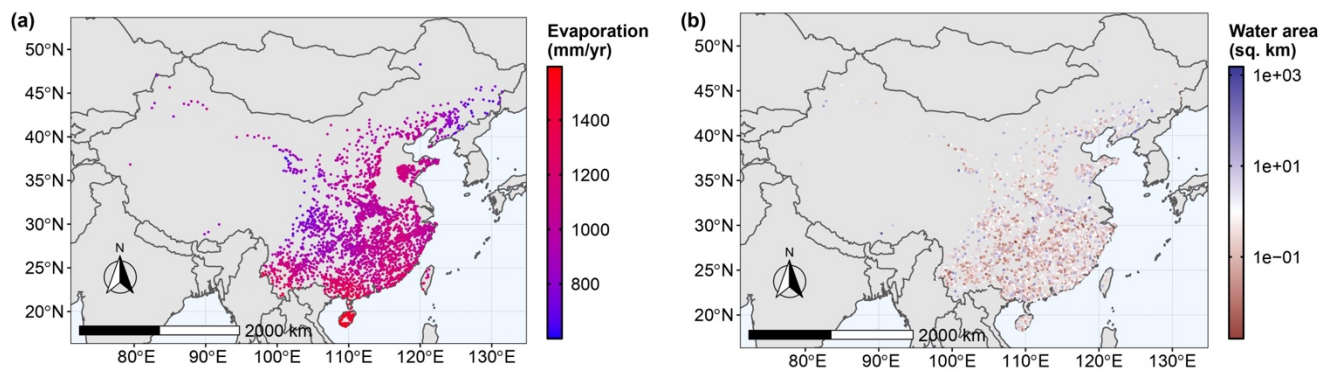 (a)
50°N
45°N
40°N
35°N
30°N
25°N
20°N
N
2000 km
80°E 90°E 100°E 110°E 120°E 130°E
Evaporation
(mm/yr)
1400
1200
1000
800
(b)
50°N
45°N
40°N
35°N
30°N
25°N
20°N
N
2000 km
80°E 90°E 100°E 110°E 120°E 130°E
Water area
(sq. km)
1e+03
1e+01
1e−01